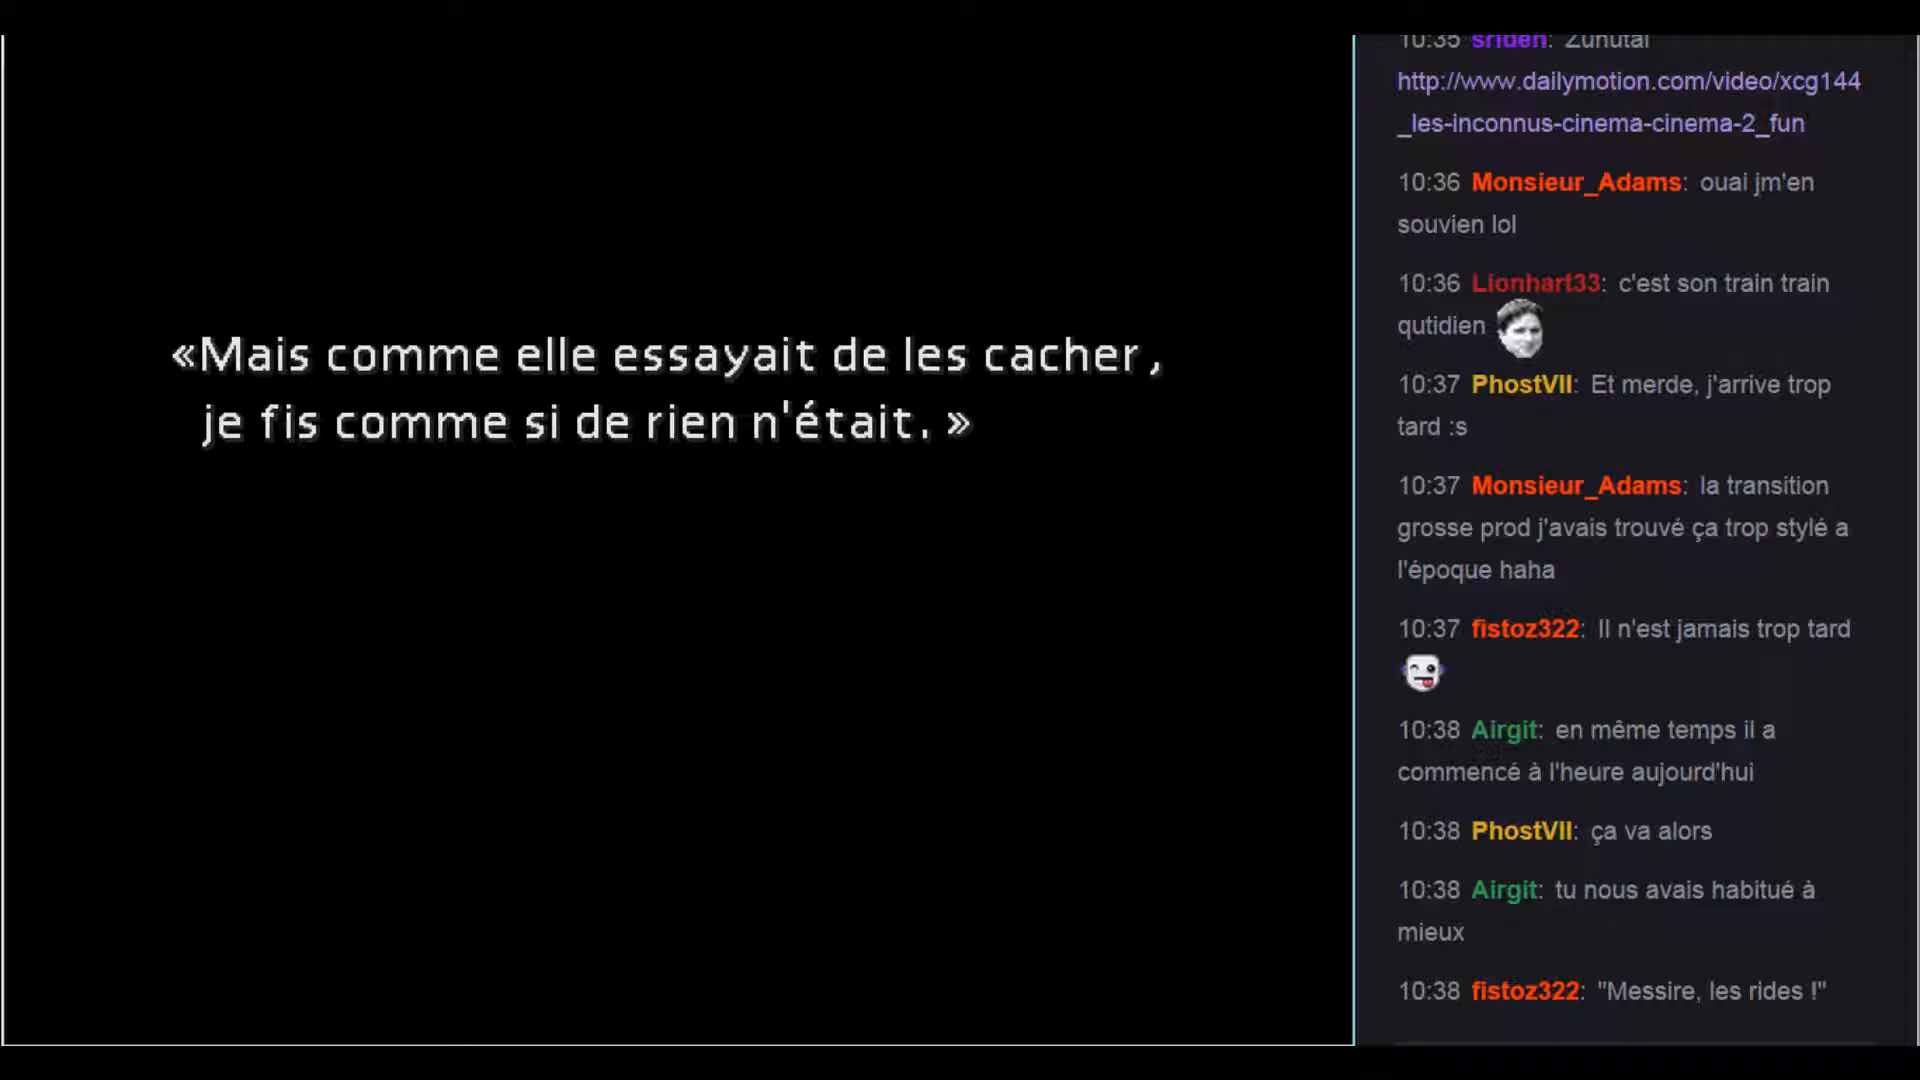 «Mais comme elle essayait de les cacher,
je fis comme si de rien n'était. »
10:35 sriden: Zunutai
http://www.dailymotion.com/video/xcg144
_les-inconnus-cinema-cinema-2_fun
10:36 Monsieur_Adams: ouai jm'en
souvien lol
10:36 Lionhart33: c'est son train train
qutidien
10:37 PhostVII: Et merde, j'arrive trop
tard :s
10:37 Monsieur_Adams: la transition
grosse prod j'avais trouvé ça trop stylé a
l'époque haha
10:37 fistoz322: Il n'est jamais trop tard
10:38 Airgit: en même temps il a
commencé à l'heure aujourd'hui
10:38 PhostVII: ça va alors
10:38 Airgit: tu nous avais habitué à
mieux
10:38 fistoz322: "Messire, les rides !"